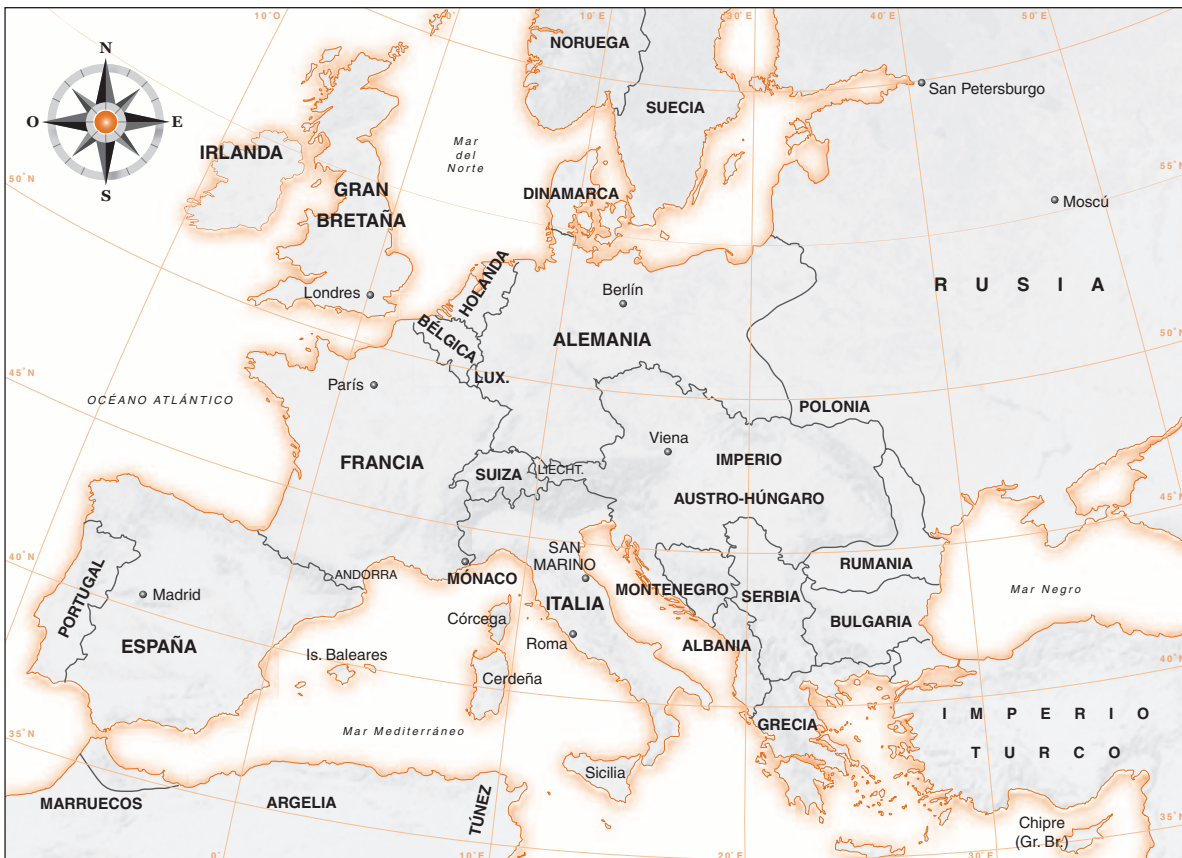 10°O
0°
10°E
20°E
30°E
40°E
50°E
N
O
E
S
NORUEGA
SUECIA
San Petersburgo
IRLANDA
Mar
del
Norte
55°N
50°N
GRAN
BRETAÑA
DINAMARCA
Moscú
HOLANDA
Londres
Berlín
RUSIA
BÉLGICA
ALEMANIA
50°N
45°N
LUX.
París
OCÉANO ATLÁNTICO
POLONIA
Viena
FRANCIA
SUIZA
LIECHT.
IMPERIO
AUSTRO-HÚNGARO
45°N
40°N
SAN
MARINO
RUMANIA
ANDORRA
MÓNACO
MONTENEGRO
SERBIA
Mar Negro
PORTUGAL
Madrid
ITALIA
Córcega
BULGARIA
ESPAÑA
Roma
ALBANIA
Is. Baleares
Cerdeña
40°N
35°N
IMPERIO
TURCO
GRECIA
Mar Mediterráneo
Sicilia
MARRUECOS
ARGELIA
TÚNEZ
Chipre
(Gr. Br.)
35°N
0°
10°E
20°E
30°E